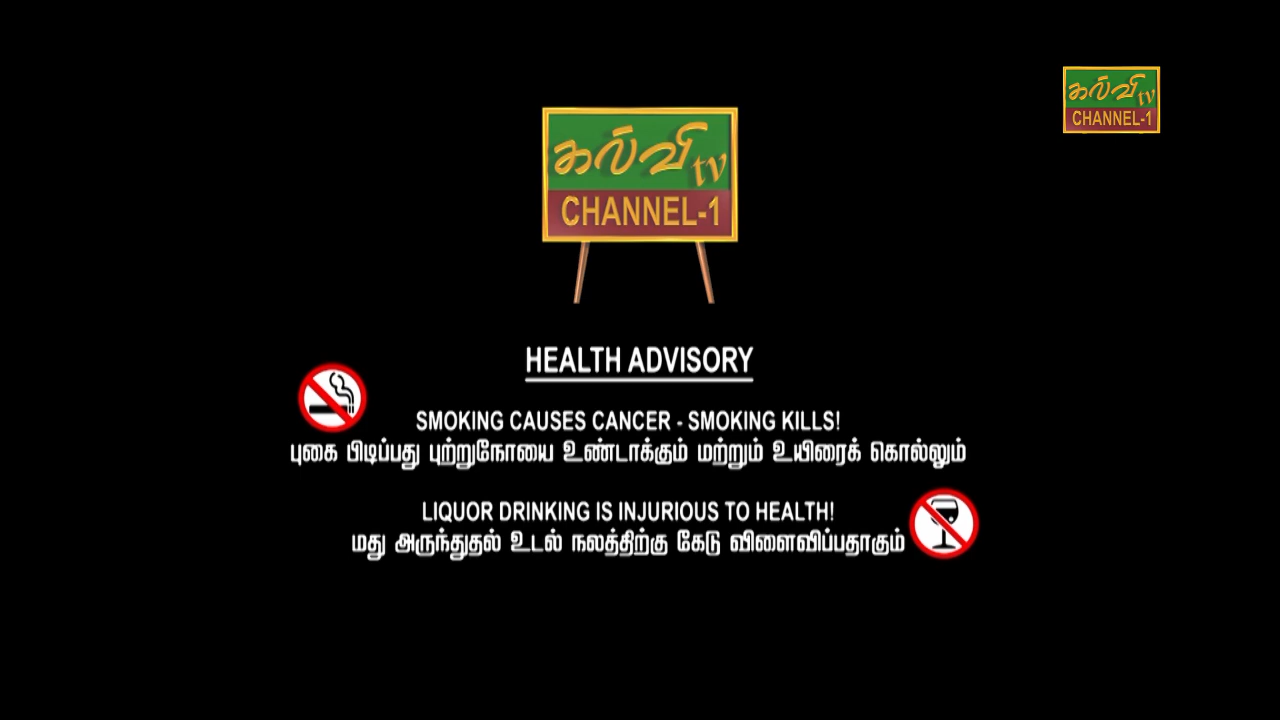 கல்வி tv
CHANNEL-1
கல்வி tv
CHANNEL-1
HEALTH ADVISORY
SMOKING CAUSES CANCER - SMOKING KILLS!
புகை பிடிப்பது புற்றுநோயை உண்டாக்கும் மற்றும் உயிரைக் கொல்லும்
LIQUOR DRINKING IS INJURIOUS TO HEALTH!
மது அருந்துதல் உடல் நலத்திற்கு கேடு விளைவிப்பதாகும்